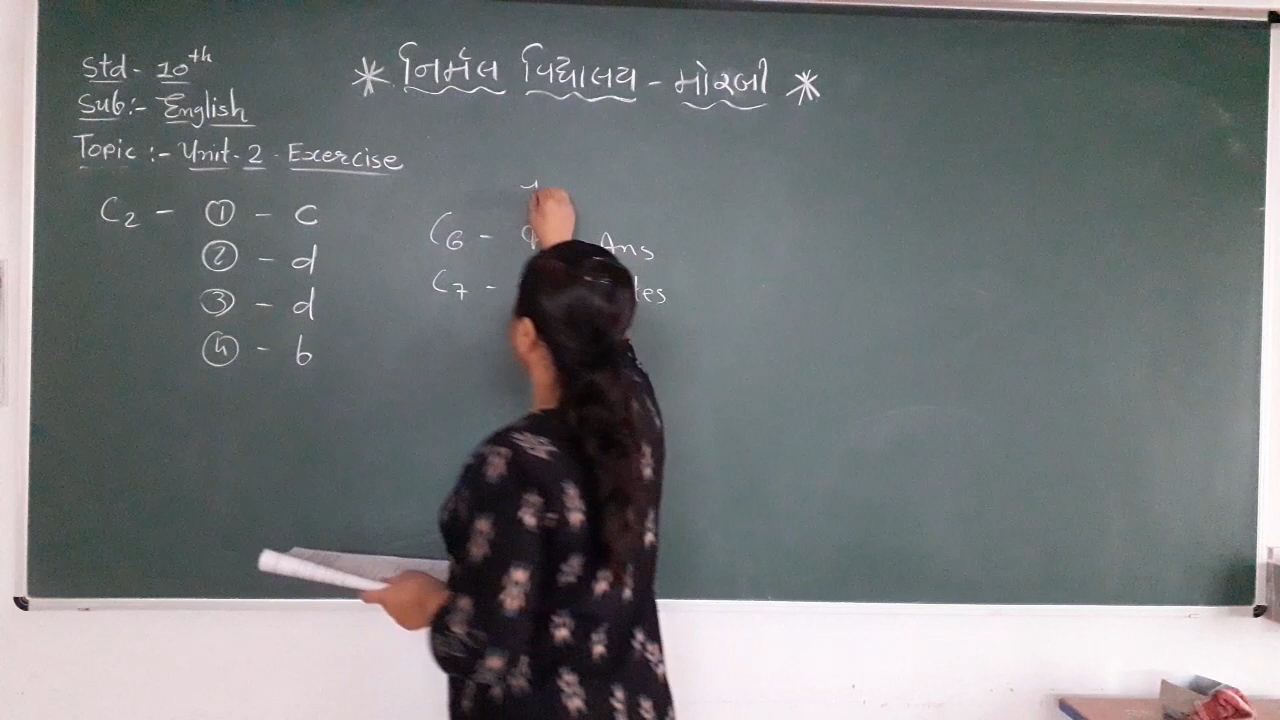 Std - 10th
Sub:- English
Topic :- Unit - 2 - Exercise
* નિર્મલ વિદ્યાલય - મોરબી *
C2 - ① - c
② - d
③ - d
④ - b
C6 - Ans
C7 -